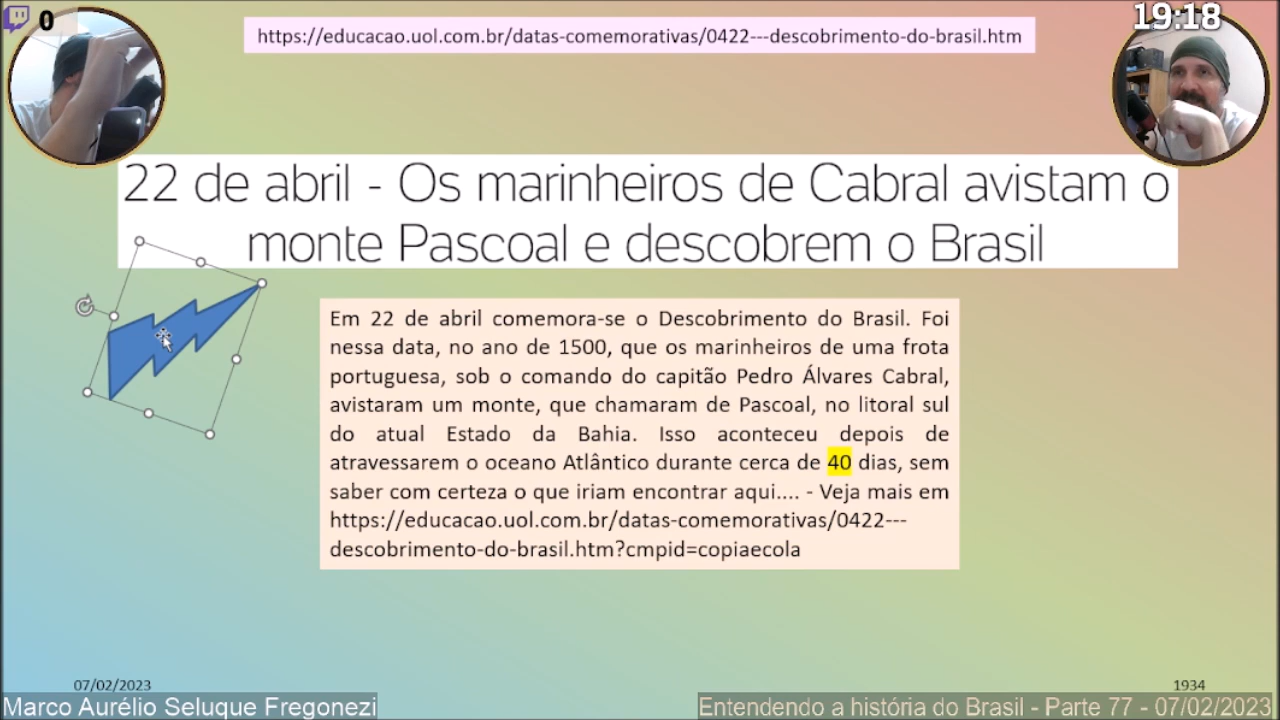 0
19:18
https://educacao.uol.com.br/datas-comemorativas/0422---descobrimento-do-brasil.htm
22 de abril - Os marinheiros de Cabral avistam o
monte Pascoal e descobrem o Brasil
Em 22 de abril comemora-se o Descobrimento do Brasil. Foi
nessa data, no ano de 1500, que os marinheiros de uma frota
portuguesa, sob o comando do capitão Pedro Álvares Cabral,
avistaram um monte, que chamaram de Pascoal, no litoral sul
do atual Estado da Bahia. Isso aconteceu depois de
atravessarem o oceano Atlântico durante cerca de 40 dias, sem
saber com certeza o que iriam encontrar aqui.... - Veja mais em
https://educacao.uol.com.br/datas-comemorativas/0422---
descobrimento-do-brasil.htm?cmpid=copiaecola
07/02/2023
1934
Marco Aurélio Seluque Fregonezi
Entendendo a história do Brasil - Parte 77 - 07/02/2023